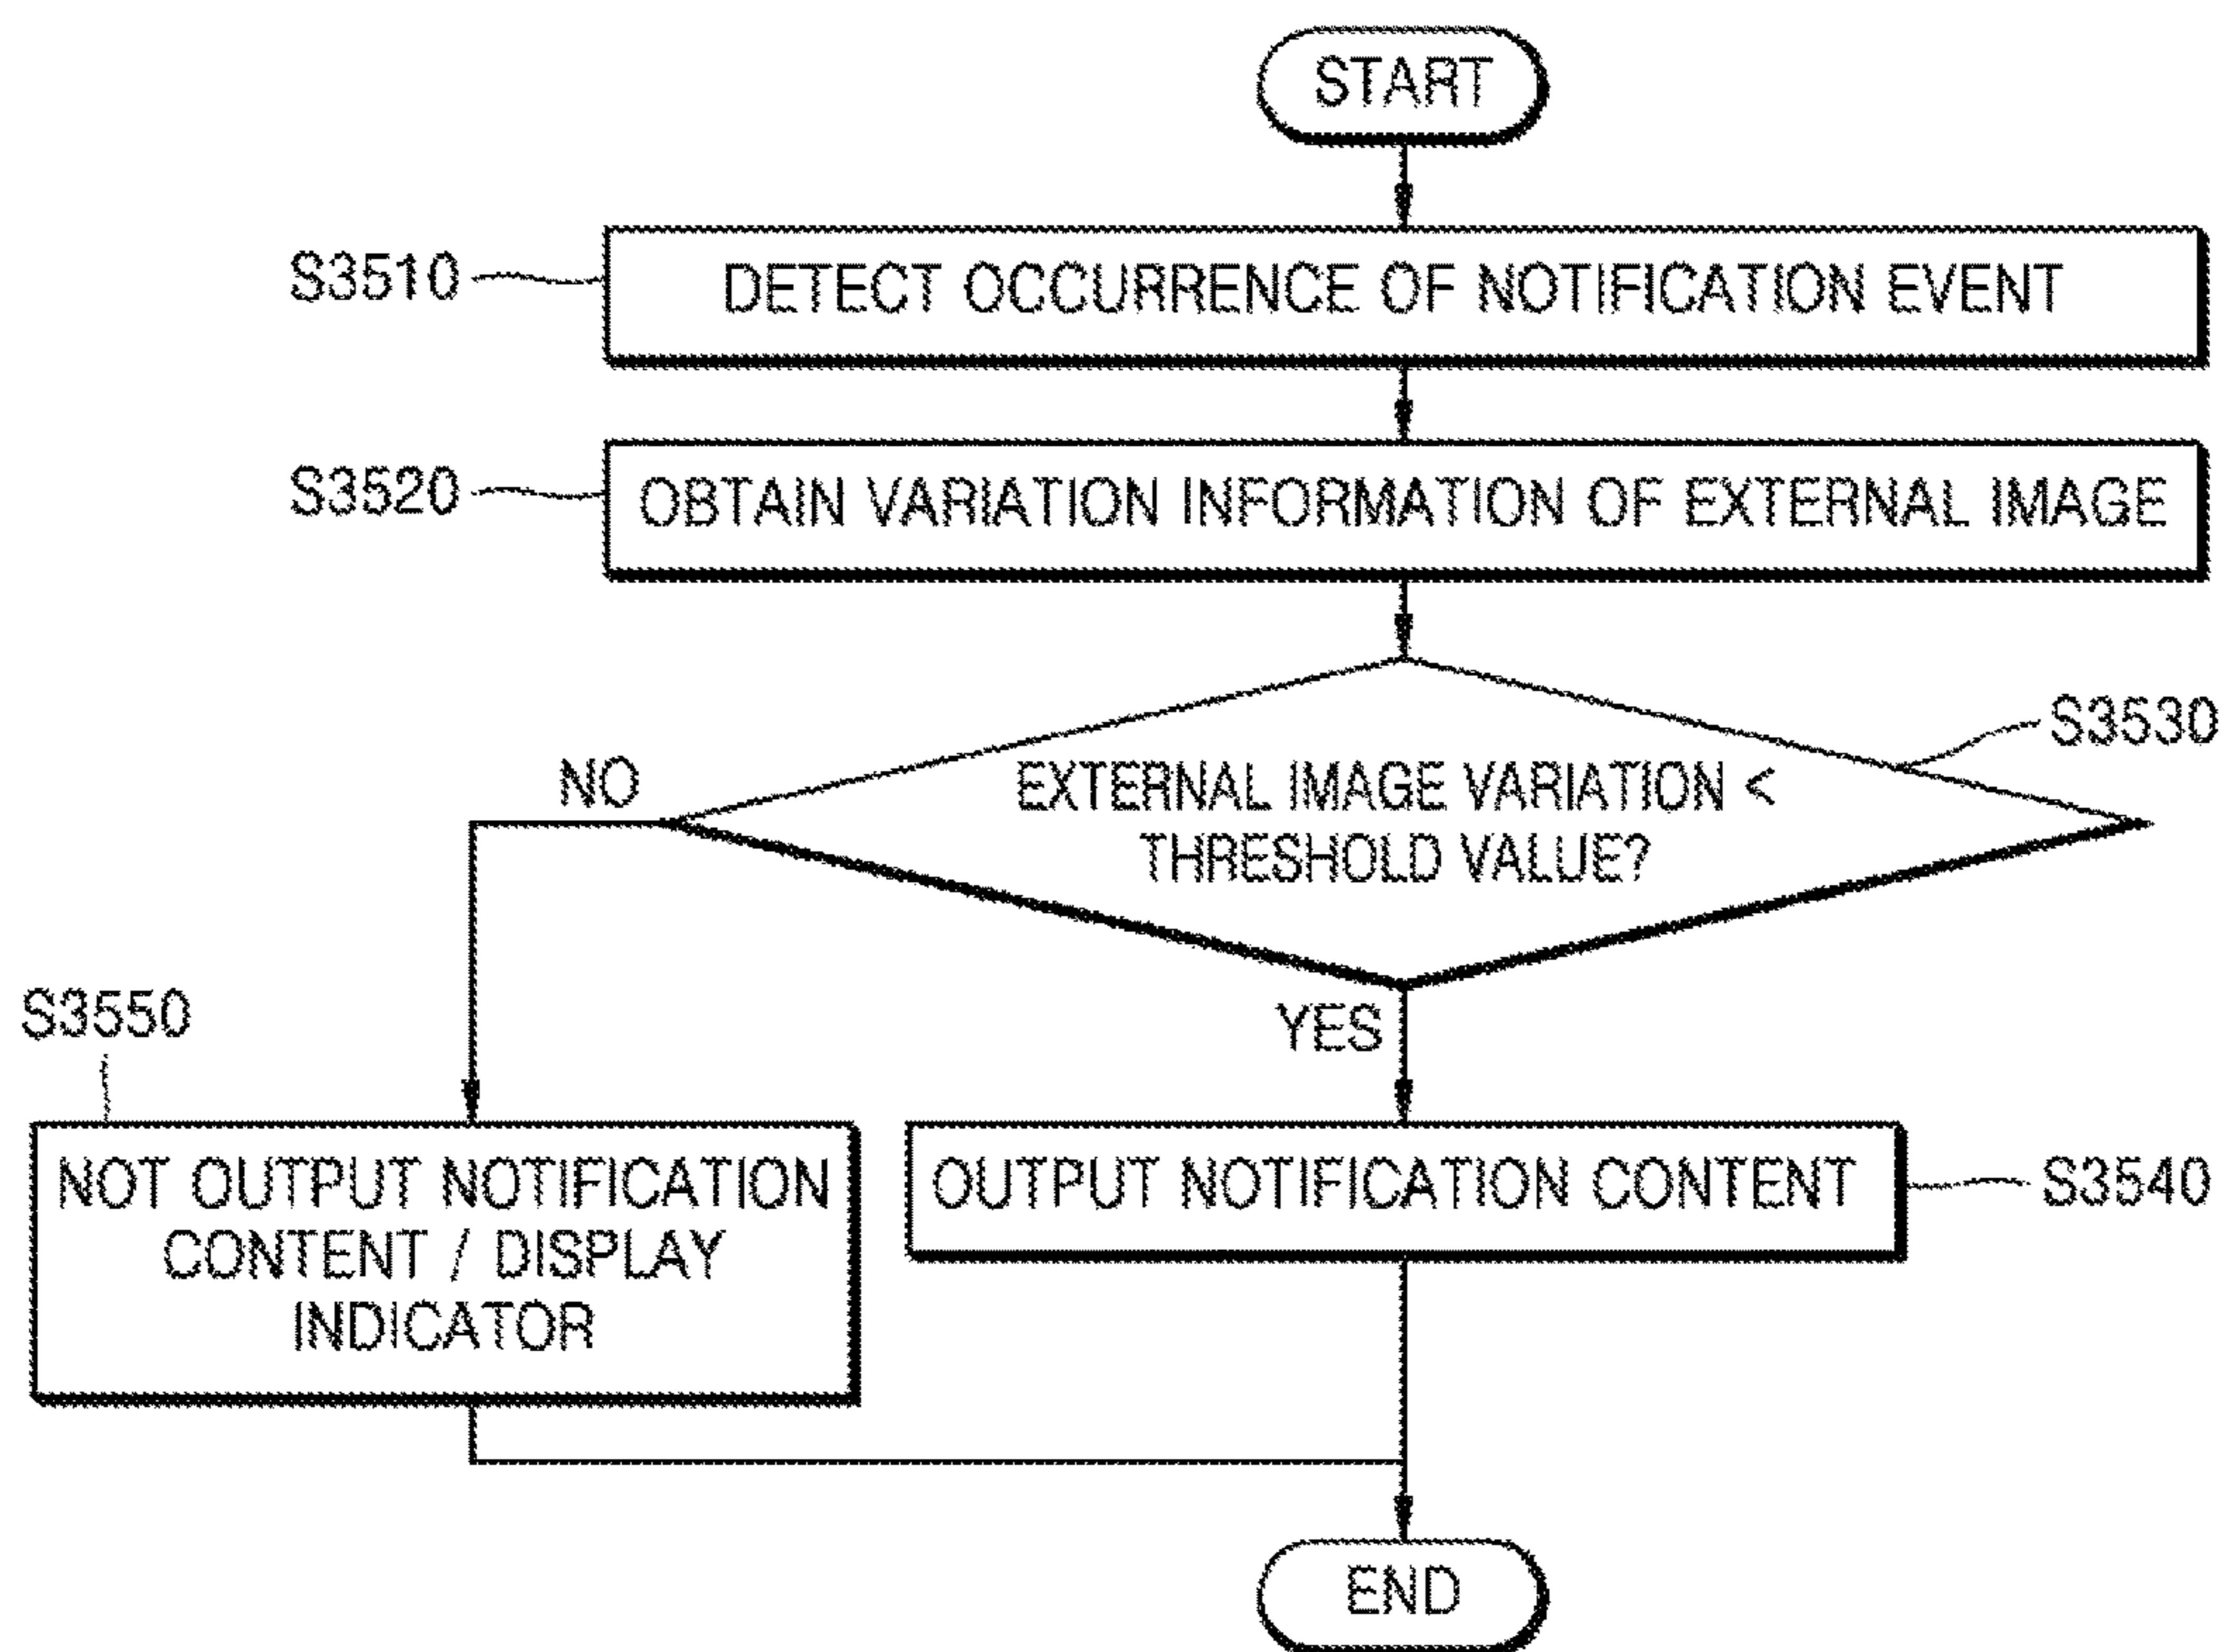 START
S3510
DETECT OCCURRENCE OF NOTIFICATION EVENT
S3520
OBTAIN VARIATION INFORMATION OF EXTERNAL IMAGE
S3530
EXTERNAL IMAGE VARIATION <
THRESHOLD VALUE?
NO
YES
S3550
NOT OUTPUT NOTIFICATION
CONTENT / DISPLAY
INDICATOR
OUTPUT NOTIFICATION CONTENT
S3540
END